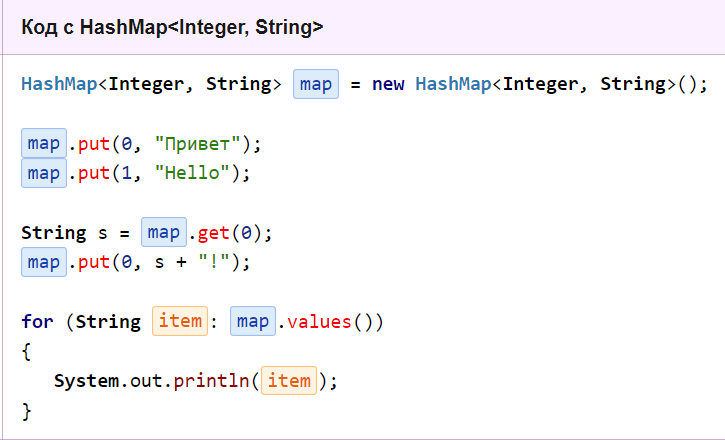 Код с HashMap<Integer, String>
HashMap<Integer, String> map = new HashMap<Integer, String>();
map.put(0, "Привет");
map.put(1, "Hello");
String s = map.get(0);
map.put(0, s + "!");
for (String item: map.values())
{
System.out.println(item);
}